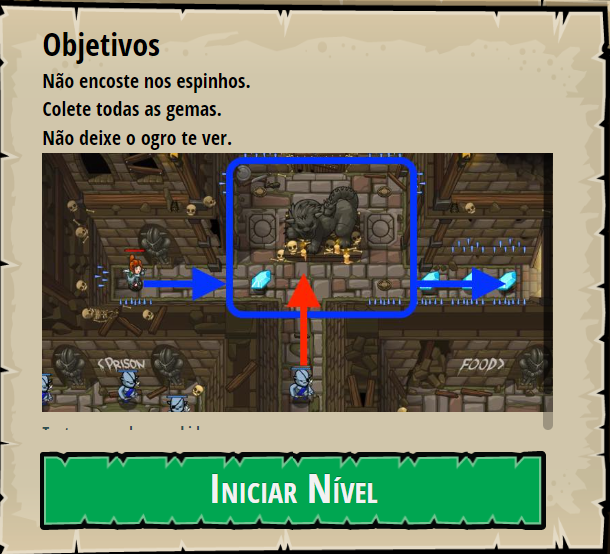 Objetivos
Não encoste nos espinhos.
Colete todas as gemas.
Não deixe o ogro te ver.
<PRISON
FOOD>
INICIAR NÍVEL